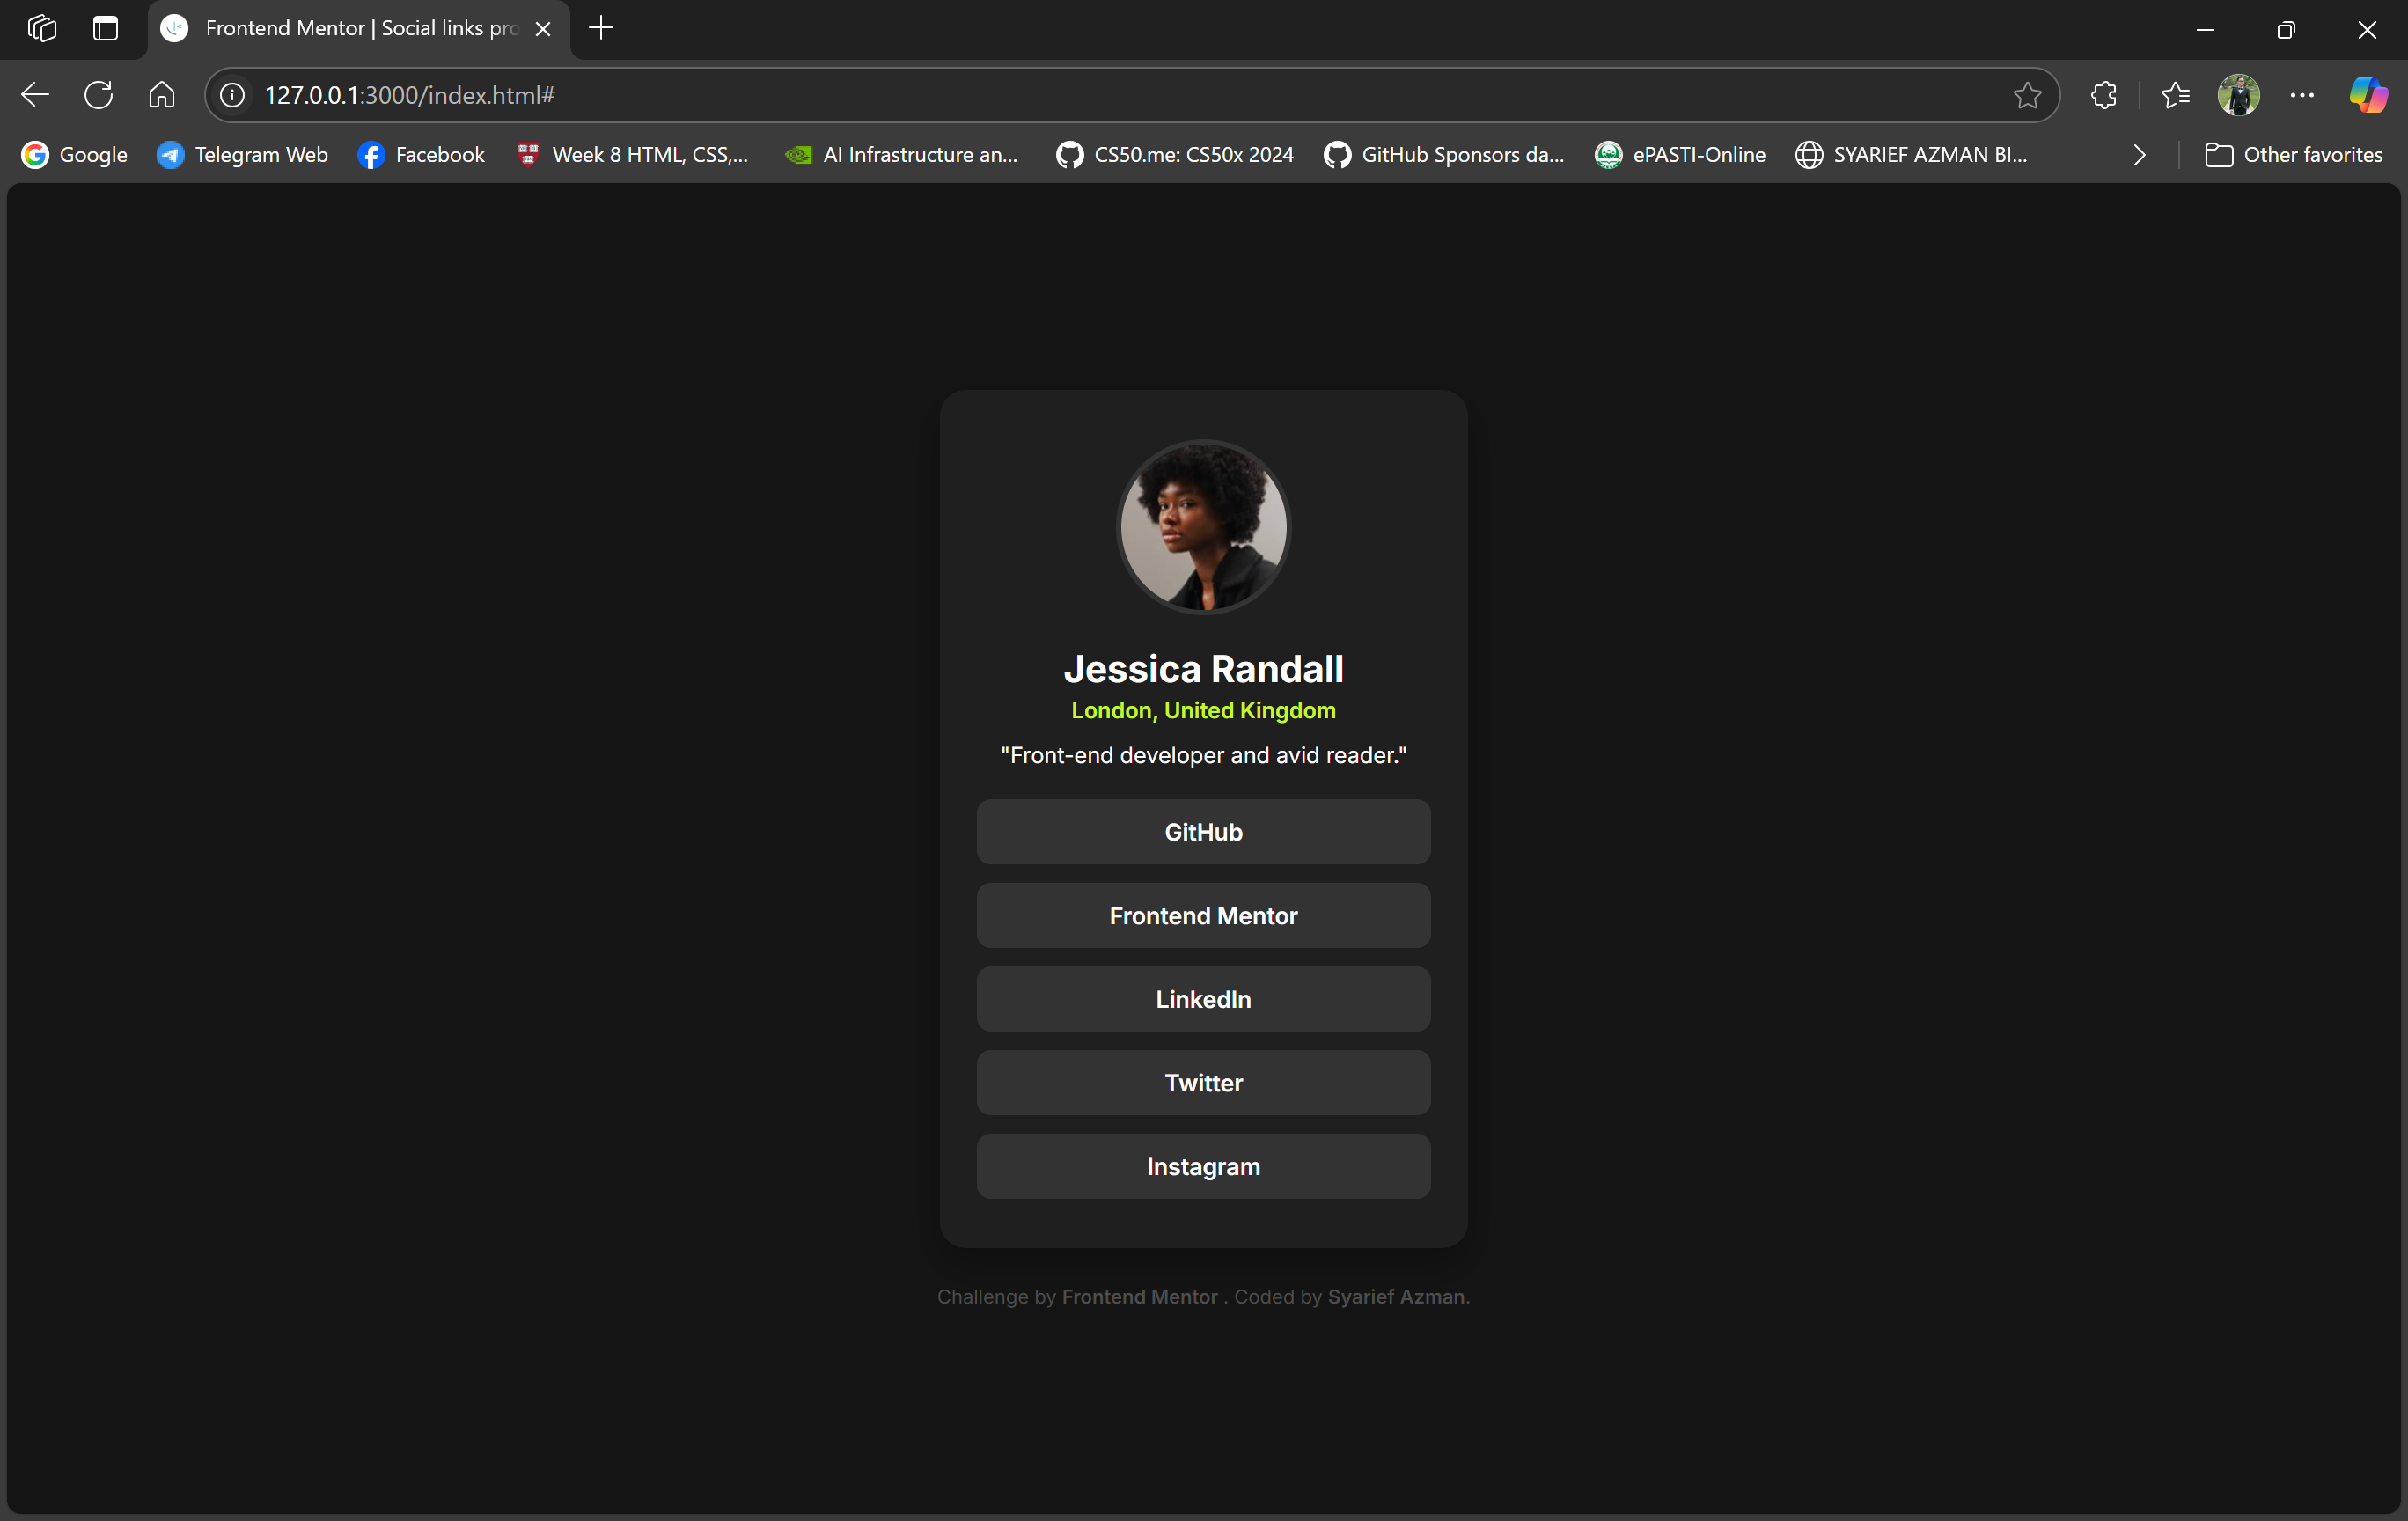 Frontend Mentor | Social links pro
127.0.0.1:3000/index.html#
Google Telegram Web Facebook Week 8 HTML, CSS,... AI Infrastructure an... CS50.me: CS50x 2024 GitHub Sponsors da... ePASTI-Online SYARIEF AZMAN BI... Other favorites
Jessica Randall
London, United Kingdom
"Front-end developer and avid reader."
GitHub
Frontend Mentor
LinkedIn
Twitter
Instagram
Challenge by Frontend Mentor . Coded by Syarief Azman.